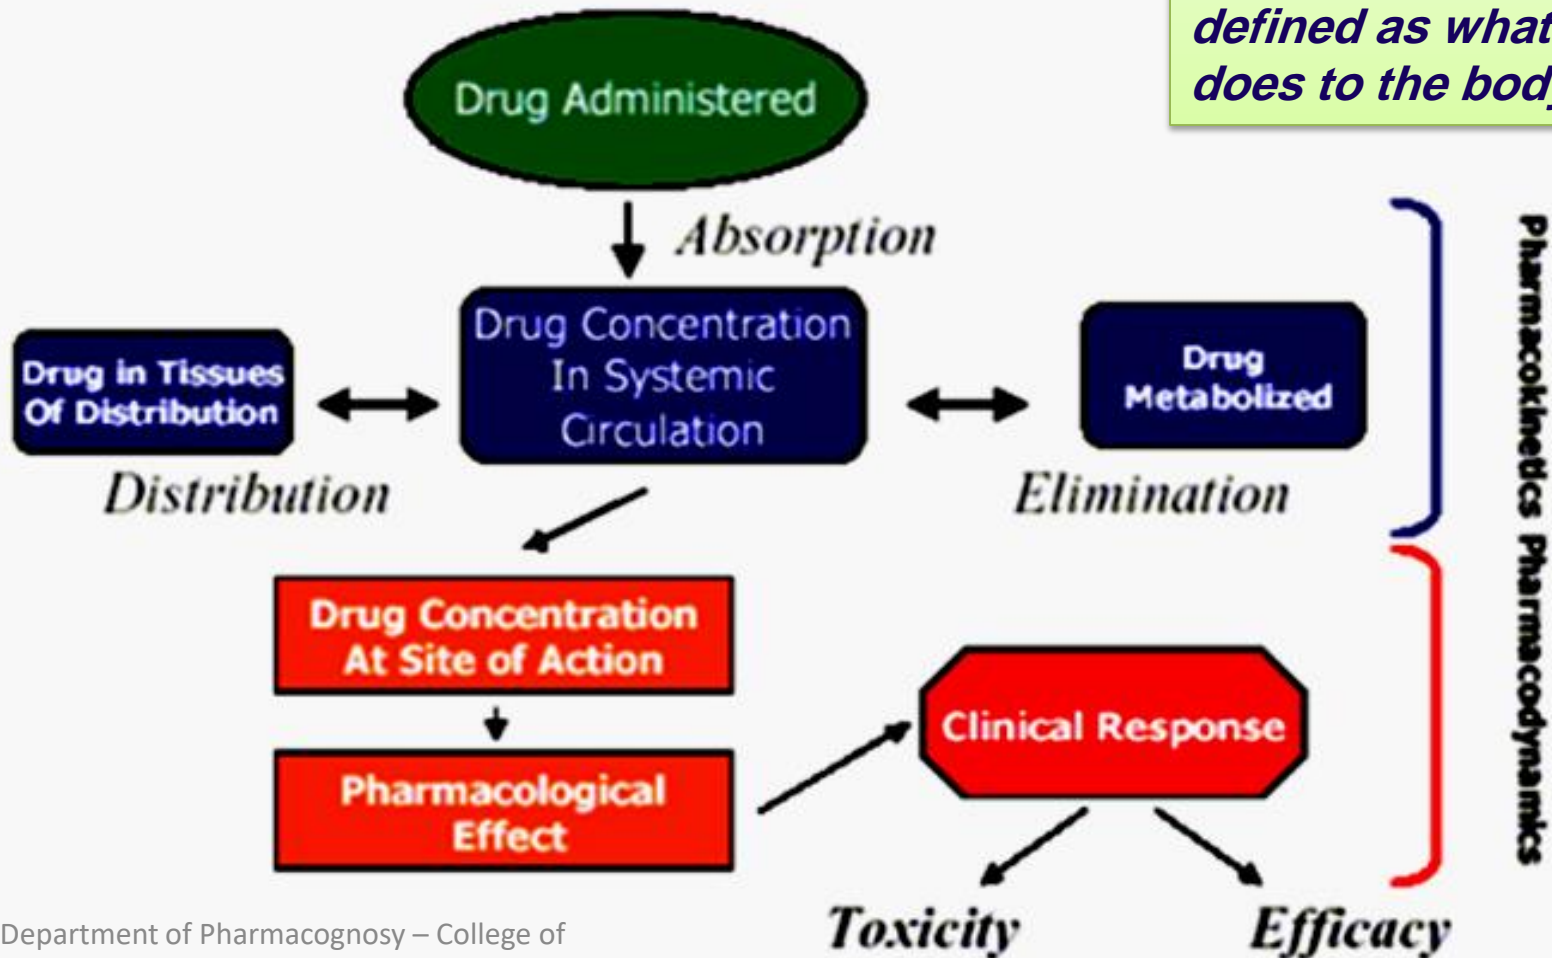 defined as what
does to the body
Drug Administered
Absorption
Drug Concentration
In Systemic
Circulation
Drug in Tissues
Of Distribution
Drug
Metabolized
Distribution
Elimination
Pharmacokinetics
Drug Concentration
At Site of Action
Pharmacological
Effect
Clinical Response
Pharmacodynamics
Toxicity
Efficacy
Department of Pharmacognosy – College of